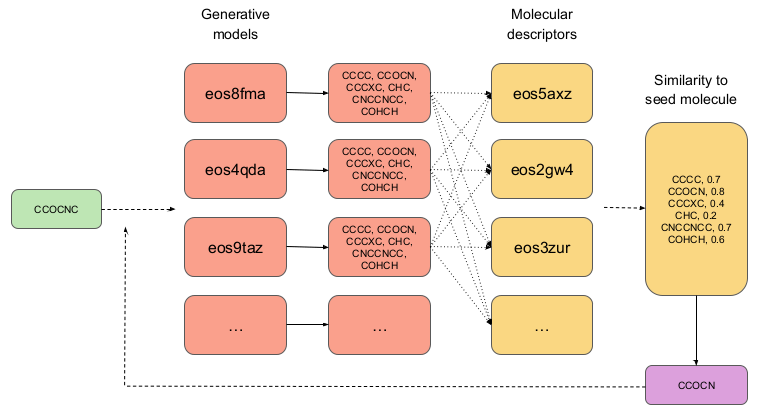 Generative
models
Molecular
descriptors
Similarity to
seed molecule
CCOCNC
eos8fma
CCCC, CCOCN,
CCCXC, CHC,
CNCCNCC,
COHCH
eos5axz
eos4qda
CCCC, CCOCN,
CCCXC, CHC,
CNCCNCC,
COHCH
eos2gw4
eos9taz
CCCC, CCOCN,
CCCXC, CHC,
CNCCNCC,
COHCH
eos3zur
...
...
...
CCCC, 0.7
CCOCN, 0.8
CCCXC, 0.4
CHC, 0.2
CNCCNCC, 0.7
COHCH, 0.6
CCOCN